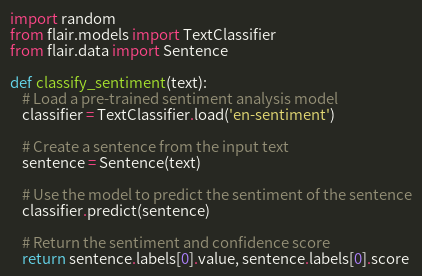 import random
from flair.models import TextClassifier
from flair.data import Sentence

def classify_sentiment(text):
    # Load a pre-trained sentiment analysis model
    classifier = TextClassifier.load('en-sentiment')

    # Create a sentence from the input text
    sentence = Sentence(text)

    # Use the model to predict the sentiment of the sentence
    classifier.predict(sentence)

    # Return the sentiment and confidence score
    return sentence.labels[0].value, sentence.labels[0].score